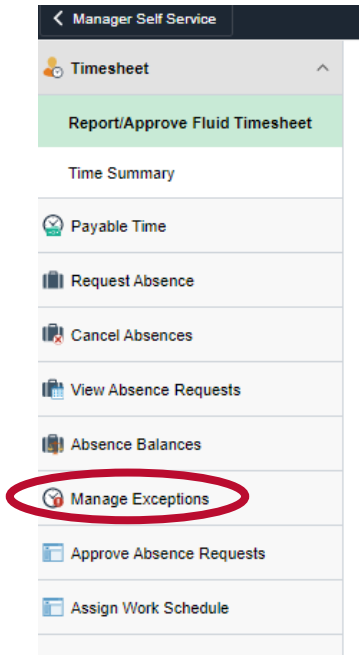 Manager Self Service
Timesheet
Report/Approve Fluid Timesheet
Time Summary
Payable Time
Request Absence
Cancel Absences
View Absence Requests
Absence Balances
Manage Exceptions
Approve Absence Requests
Assign Work Schedule